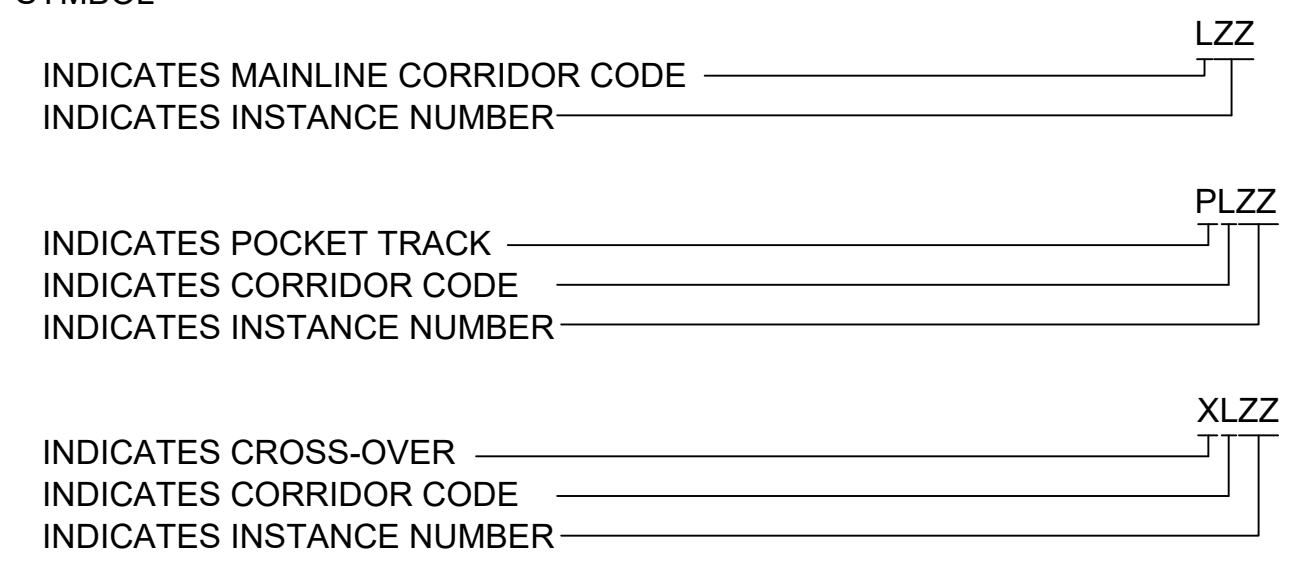 SYMBOL
LZZ
INDICATES MAINLINE CORRIDOR CODE
INDICATES INSTANCE NUMBER
PLZZ
INDICATES POCKET TRACK
INDICATES CORRIDOR CODE
INDICATES INSTANCE NUMBER
XLZZ
INDICATES CROSS-OVER
INDICATES CORRIDOR CODE
INDICATES INSTANCE NUMBER